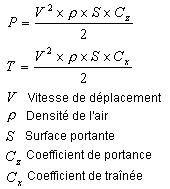 P = V² × ρ × S × C_z / 2
T = V² × ρ × S × C_x / 2
V Vitesse de déplacement
ρ Densité de l'air
S Surface portante
C_z Coefficient de portance
C_x Coefficient de traînée